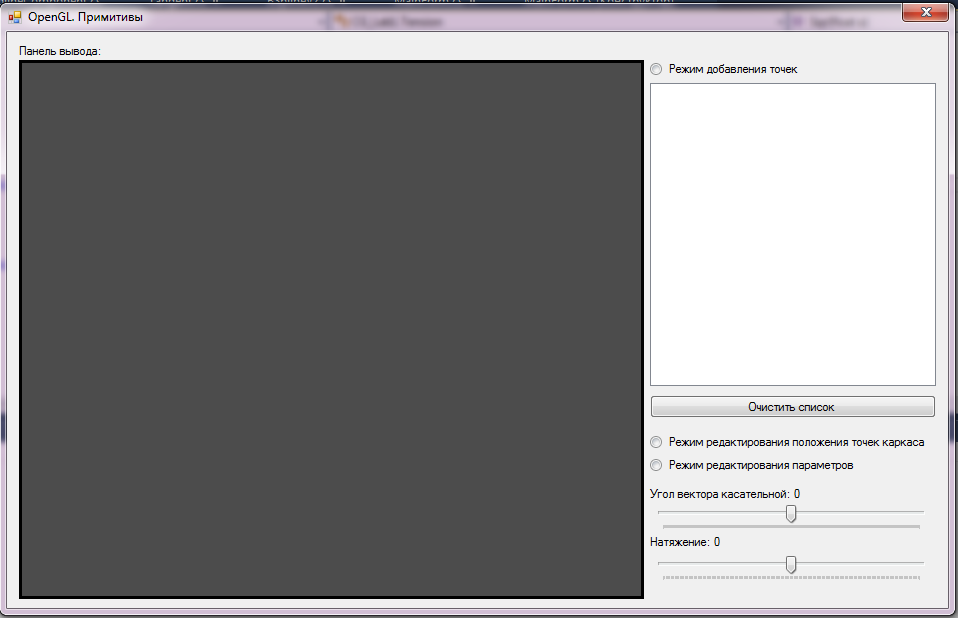 OpenGL. Примитивы
Панель вывода:
Режим добавления точек
Очистить список
Режим редактирования положения точек каркаса
Режим редактирования параметров
Угол вектора касательной: 0
Натяжение: 0